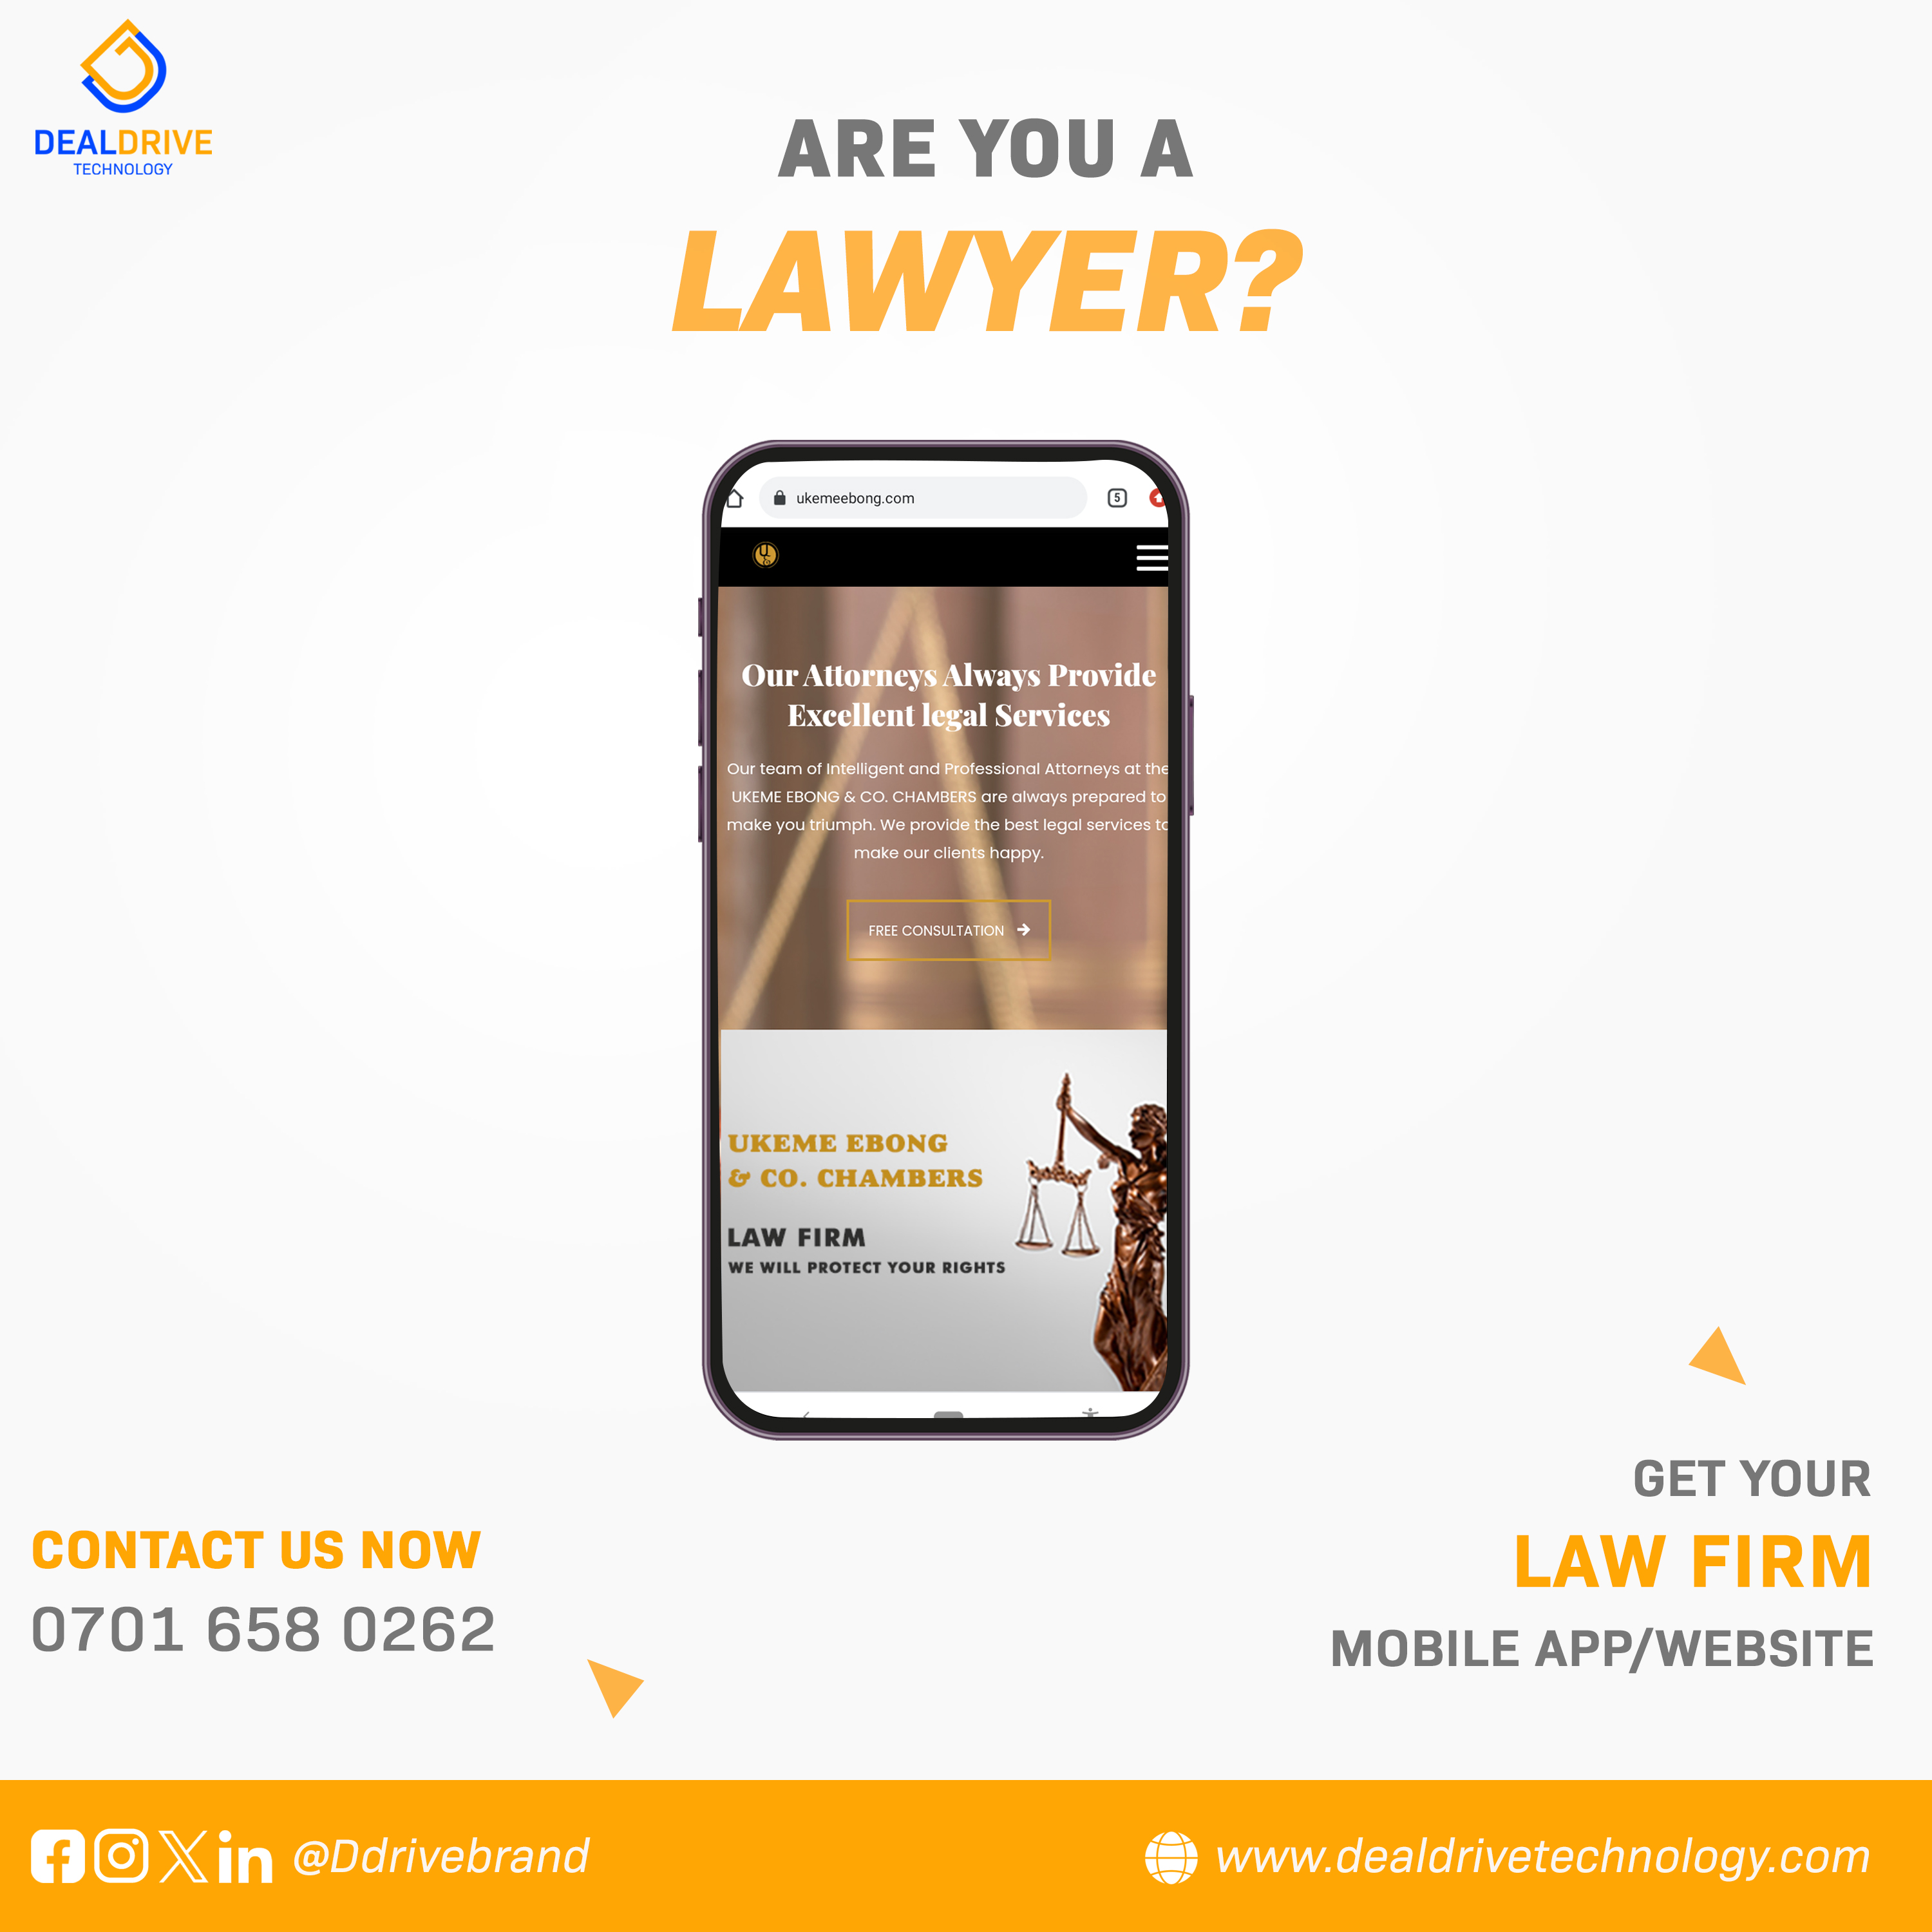 DEALDRIVE
TECHNOLOGY
ARE YOU A
LAWYER?
ukemeebong.com
5
Our Attorneys Always Provide
Excellent legal Services
Our team of Intelligent and Professional Attorneys at the
UKEME EBONG & CO. CHAMBERS are always prepared to
make you triumph. We provide the best legal services to
make our clients happy.
FREE CONSULTATION
UKEME EBONG
& CO. CHAMBERS
LAW FIRM
WE WILL PROTECT YOUR RIGHTS
GET YOUR
LAW FIRM
MOBILE APP/WEBSITE
CONTACT US NOW
0701 658 0262
@Ddrivebrand
www.dealdrivetechnology.com